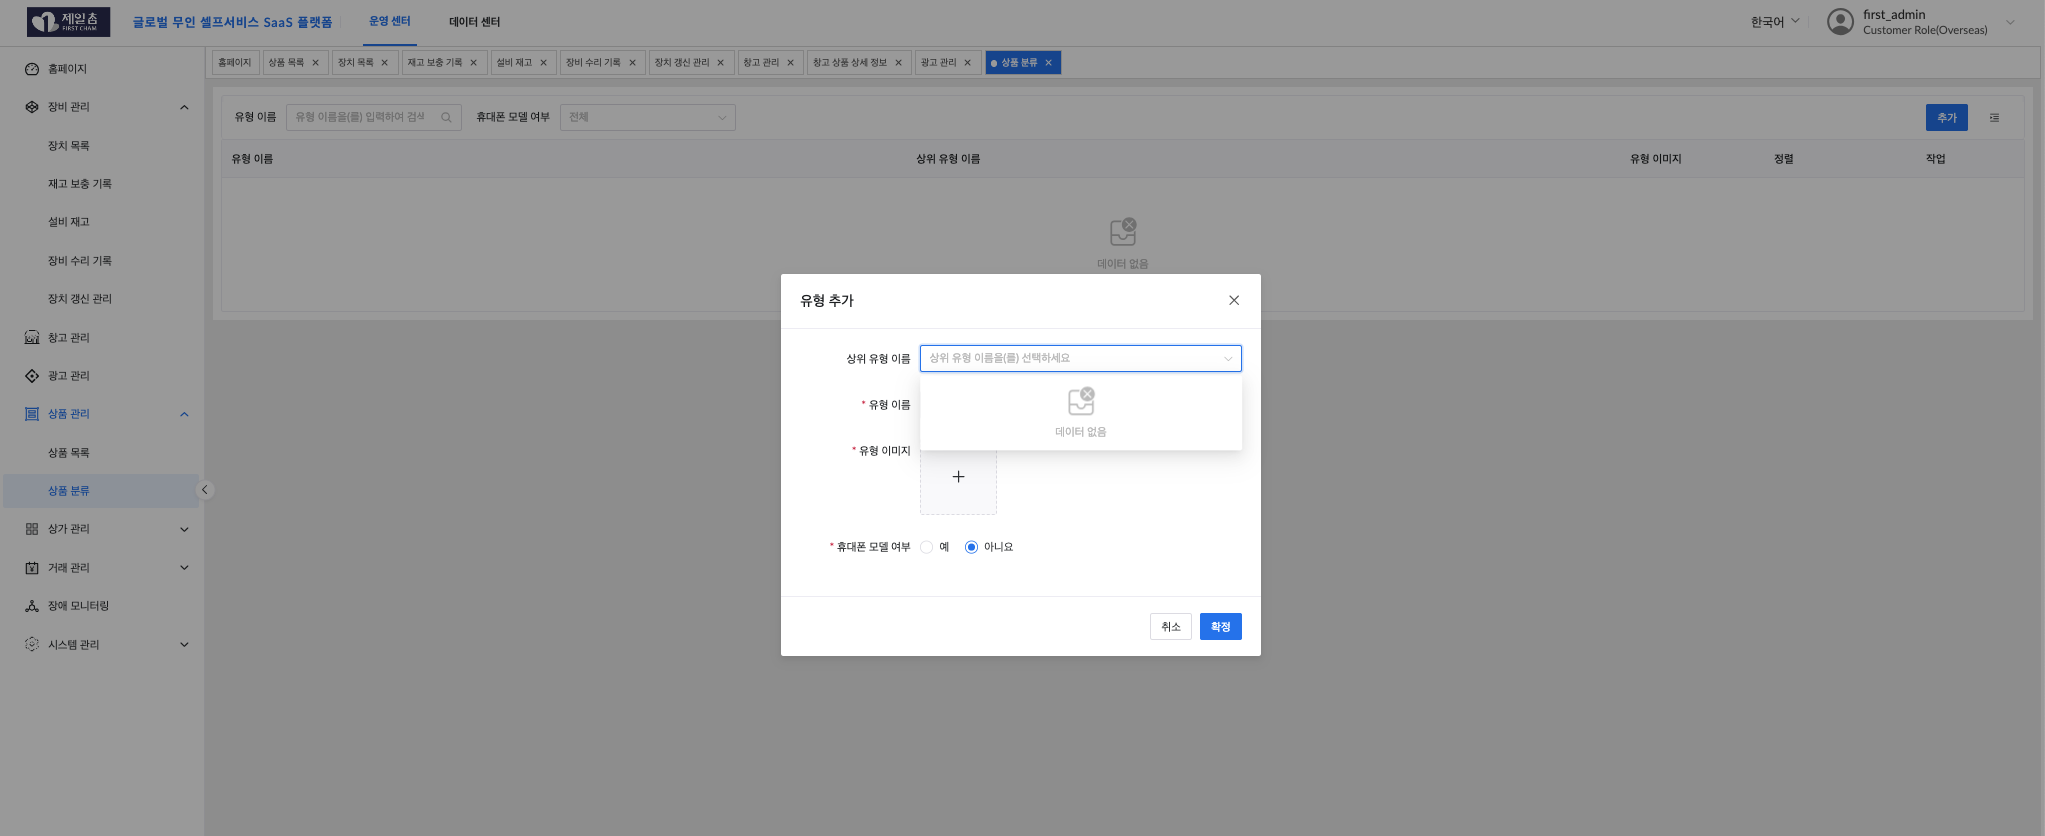 제일참 FIRST CHAM
글로벌 무인 셀프서비스 SaaS 플랫폼 운영 센터 데이터 센터 한국어 first_admin
Customer Role(Overseas)
홈페이지 상품 목록 장치 목록 재고 보충 기록 설비 재고 장비 수리 기록 장치 갱신 관리 창고 관리 창고 상품 상세 정보 광고 관리 상품 분류
홈페이지
장비 관리
장치 목록
재고 보충 기록
설비 재고
장비 수리 기록
장치 갱신 관리
창고 관리
광고 관리
상품 관리
상품 목록
상품 분류
상가 관리
거래 관리
장애 모니터링
시스템 관리
유형 이름 유형 이름을(를) 입력하여 검색 휴대폰 모델 여부 전체 추가
유형 이름 상위 유형 이름 유형 이미지 정렬 작업
데이터 없음
유형 추가
상위 유형 이름 상위 유형 이름을(를) 선택하세요
데이터 없음
* 유형 이름
* 유형 이미지
* 휴대폰 모델 여부 예 아니요
취소 확정